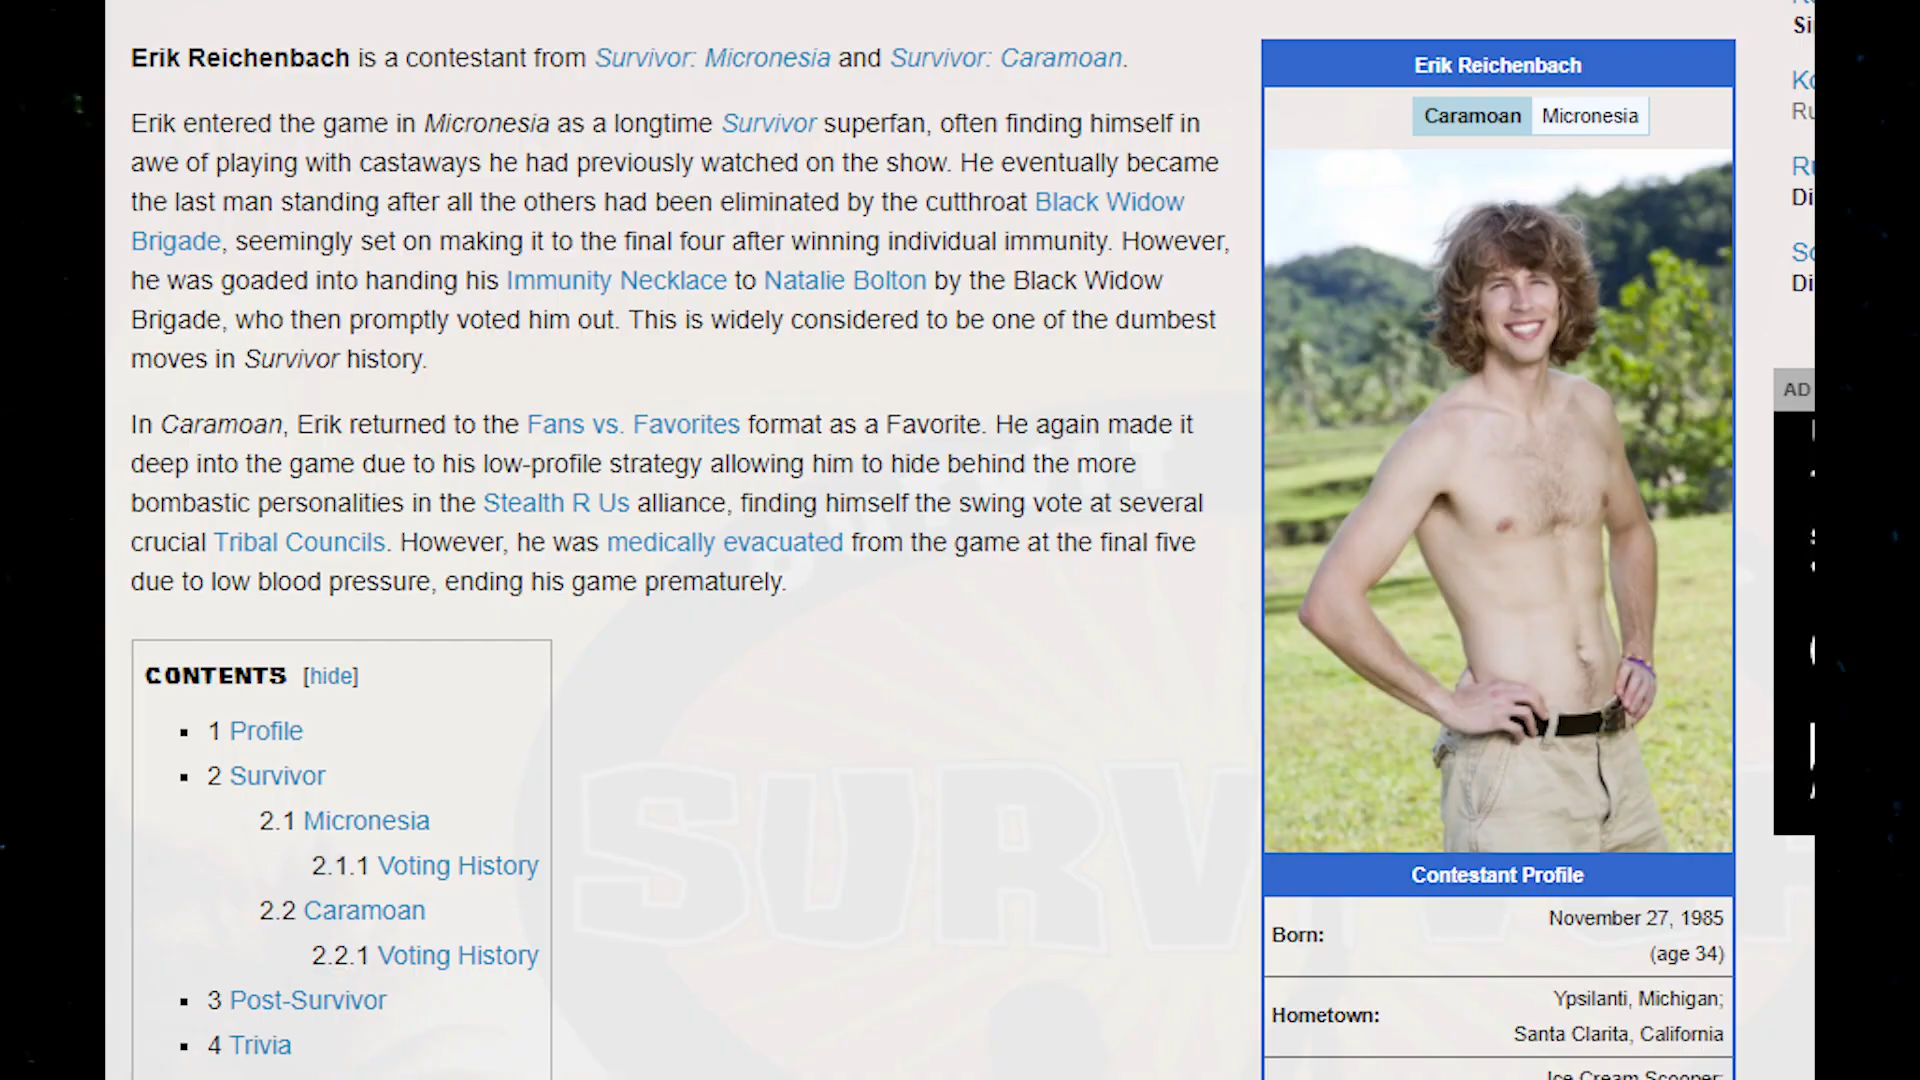 Erik Reichenbach is a contestant from Survivor: Micronesia and Survivor: Caramoan.
Erik entered the game in Micronesia as a longtime Survivor superfan, often finding himself in
awe of playing with castaways he had previously watched on the show. He eventually became
the last man standing after all the others had been eliminated by the cutthroat Black Widow
Brigade, seemingly set on making it to the final four after winning individual immunity. However,
he was goaded into handing his Immunity Necklace to Natalie Bolton by the Black Widow
Brigade, who then promptly voted him out. This is widely considered to be one of the dumbest
moves in Survivor history.
In Caramoan, Erik returned to the Fans vs. Favorites format as a Favorite. He again made it
deep into the game due to his low-profile strategy allowing him to hide behind the more
bombastic personalities in the Stealth R Us alliance, finding himself the swing vote at several
crucial Tribal Councils. However, he was medically evacuated from the game at the final five
due to low blood pressure, ending his game prematurely.
CONTENTS [hide]
1 Profile
2 Survivor
2.1 Micronesia
2.1.1 Voting History
2.2 Caramoan
2.2.1 Voting History
3 Post-Survivor
4 Trivia
Erik Reichenbach
Caramoan Micronesia
Contestant Profile
Born: November 27, 1985
(age 34)
Hometown: Ypsilanti, Michigan;
Santa Clarita, California
Ice Cream Scooper;
AD
SURVIVOR